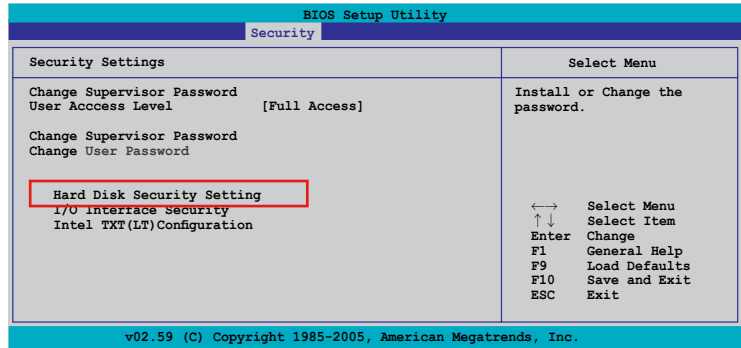 BIOS Setup Utility
Security
Security Settings
Change Supervisor Password
User Acccess Level [Full Access]
Change Supervisor Password
Change User Password
Hard Disk Security Setting
I/O Interface Security
Intel TXT(LT)Configuration
Select Menu
Install or Change the
password.
←→ Select Menu
↑↓ Select Item
Enter Change
F1 General Help
F9 Load Defaults
F10 Save and Exit
ESC Exit
v02.59 (C) Copyright 1985-2005, American Megatrends, Inc.